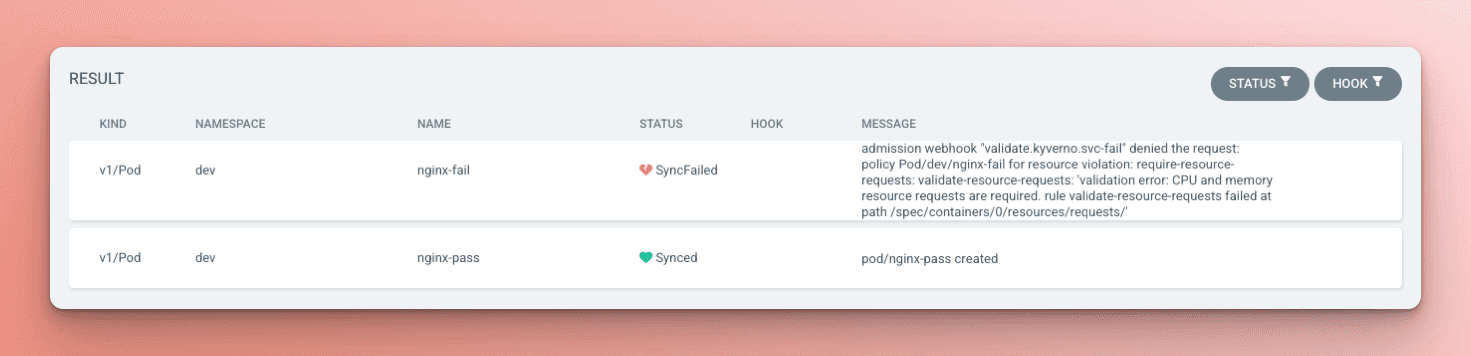 RESULT
STATUS
HOOK
KIND NAMESPACE NAME STATUS HOOK MESSAGE
v1/Pod dev nginx-fail SyncFailed
admission webhook "validate.kyverno.svc-fail" denied the request:
policy Pod/dev/nginx-fail for resource violation: require-resource-
requests: validate-resource-requests: 'validation error: CPU and memory
resource requests are required. rule validate-resource-requests failed at
path /spec/containers/0/resources/requests/'
v1/Pod dev nginx-pass Synced pod/nginx-pass created